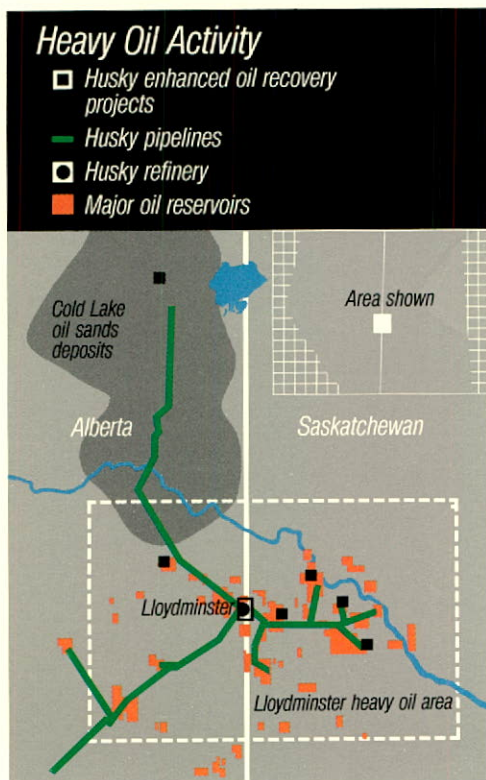 Heavy Oil Activity
Husky enhanced oil recovery
projects
Husky pipelines
Husky refinery
Major oil reservoirs
Cold Lake
oil sands
deposits
Area shown
Alberta
Saskatchewan
Lloydminster
Lloydminster heavy oil area